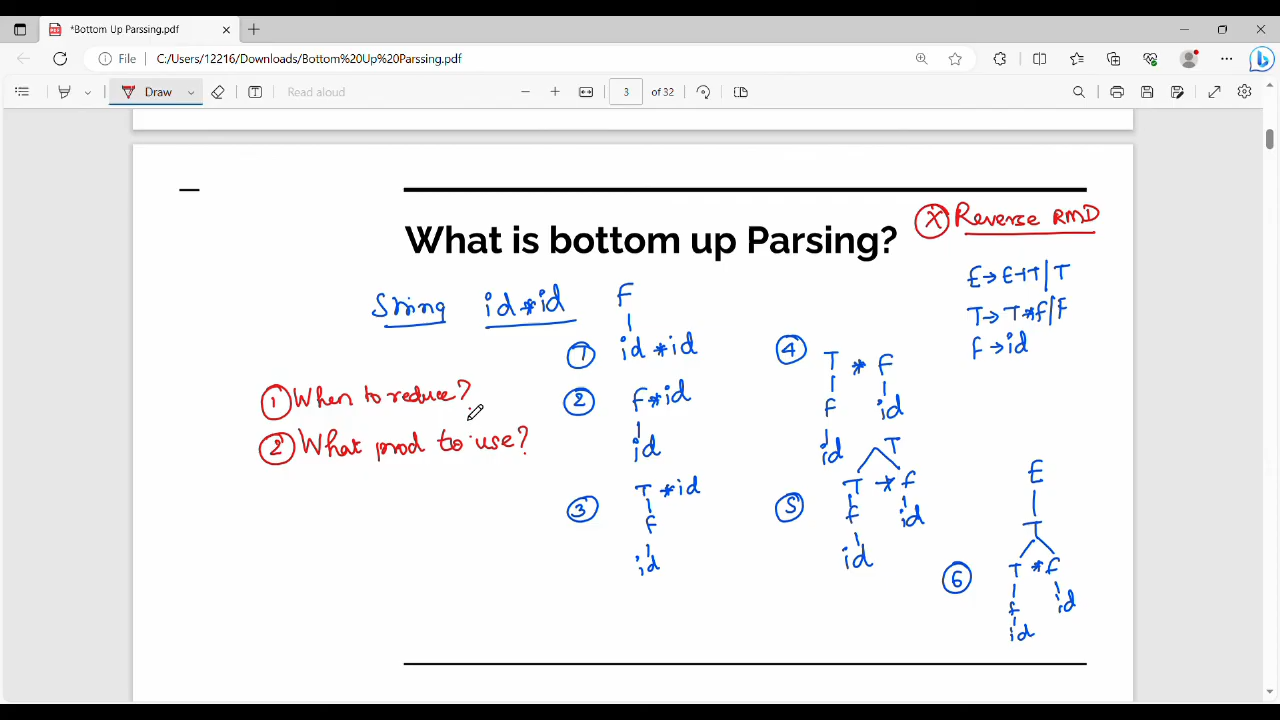 *Bottom Up Parssing.pdf
File
C:/Users/12216/Downloads/Bottom%20Up%20Parssing.pdf
Draw
Read aloud
3
of 32
What is bottom up Parsing?
X Reverse RMD
E→E+T|T
T→T*F|F
F→id
String id*id
1 When to reduce?
2 What prod to use?
F
1 id*id
2 F*id
id
3 T*id
F
id
4 T * F
F id
id
T
5 T * F
F id
id
E
T
6 T * F
F id
id